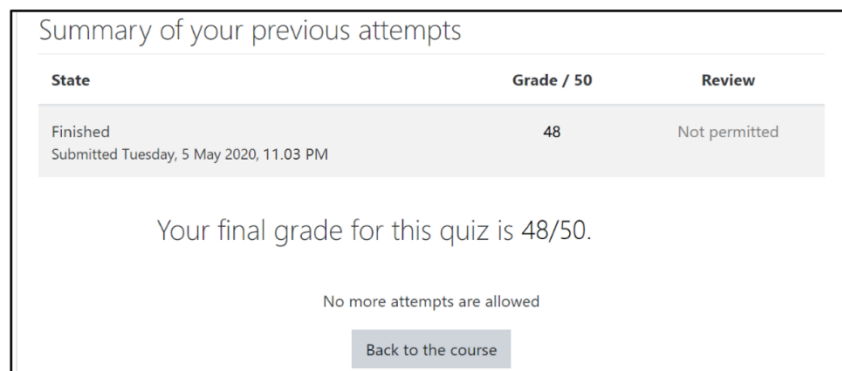 Summary of your previous attempts
State Grade / 50 Review
Finished 48 Not permitted
Submitted Tuesday, 5 May 2020, 11.03 PM
Your final grade for this quiz is 48/50.
No more attempts are allowed
Back to the course